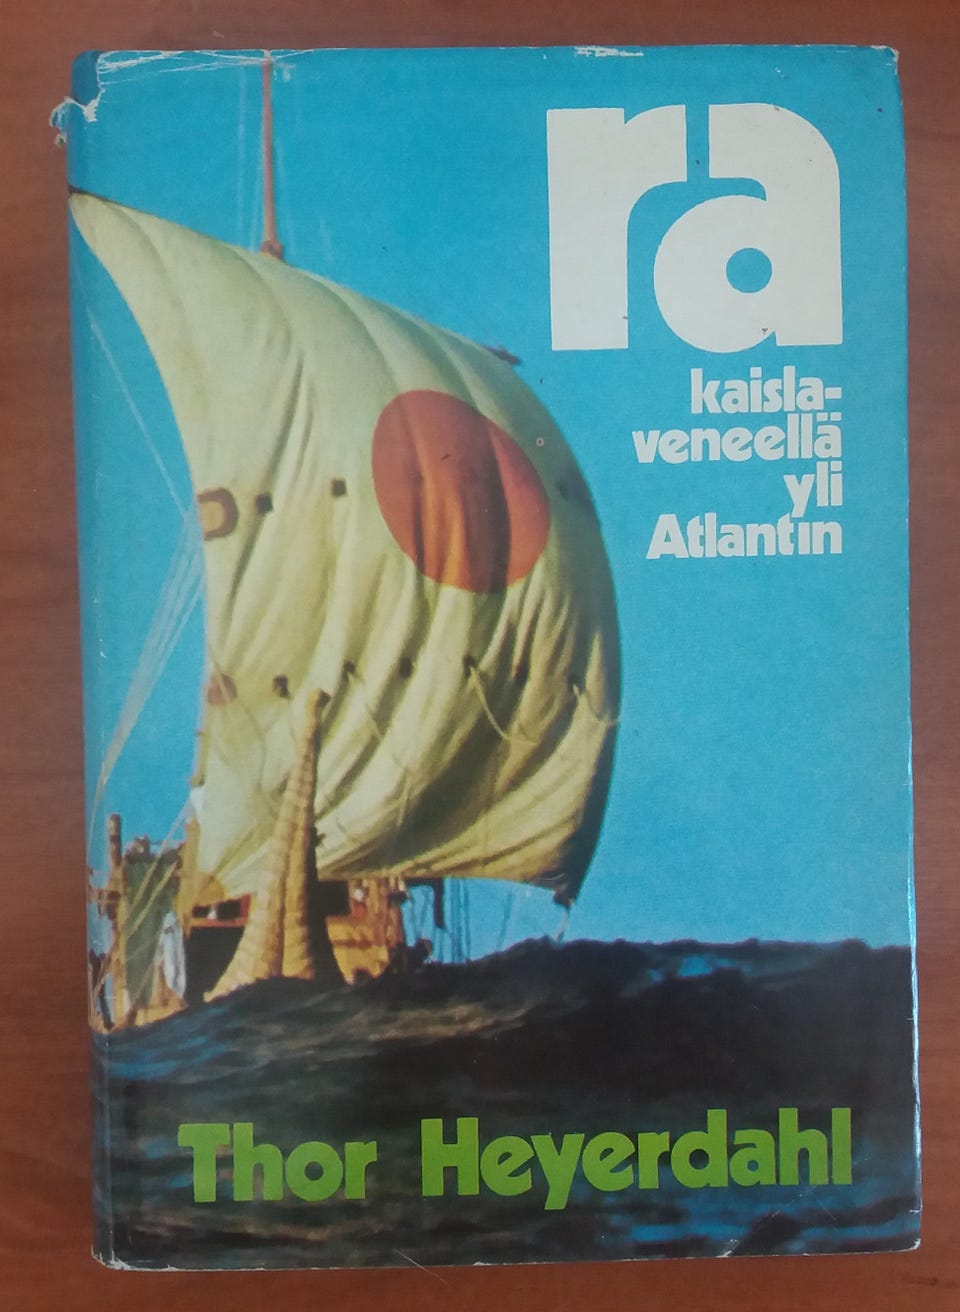 ra
kaisla-
veneellä
yli
Atlantin
Thor Heyerdahl